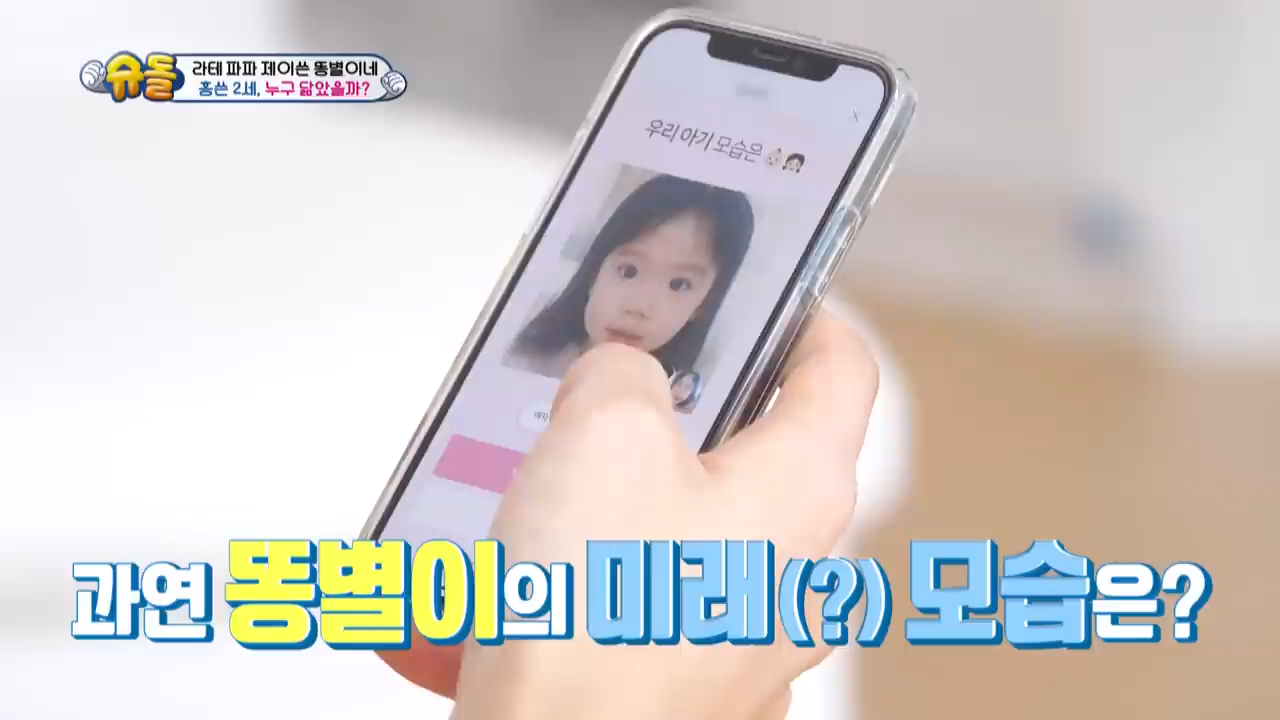 슈돌
라테 파파 제이쓴 똥별이네
홍쓴 2세, 누구 닮았을까?
우리 아기 모습은
과연 똥별이의 미래(?) 모습은?